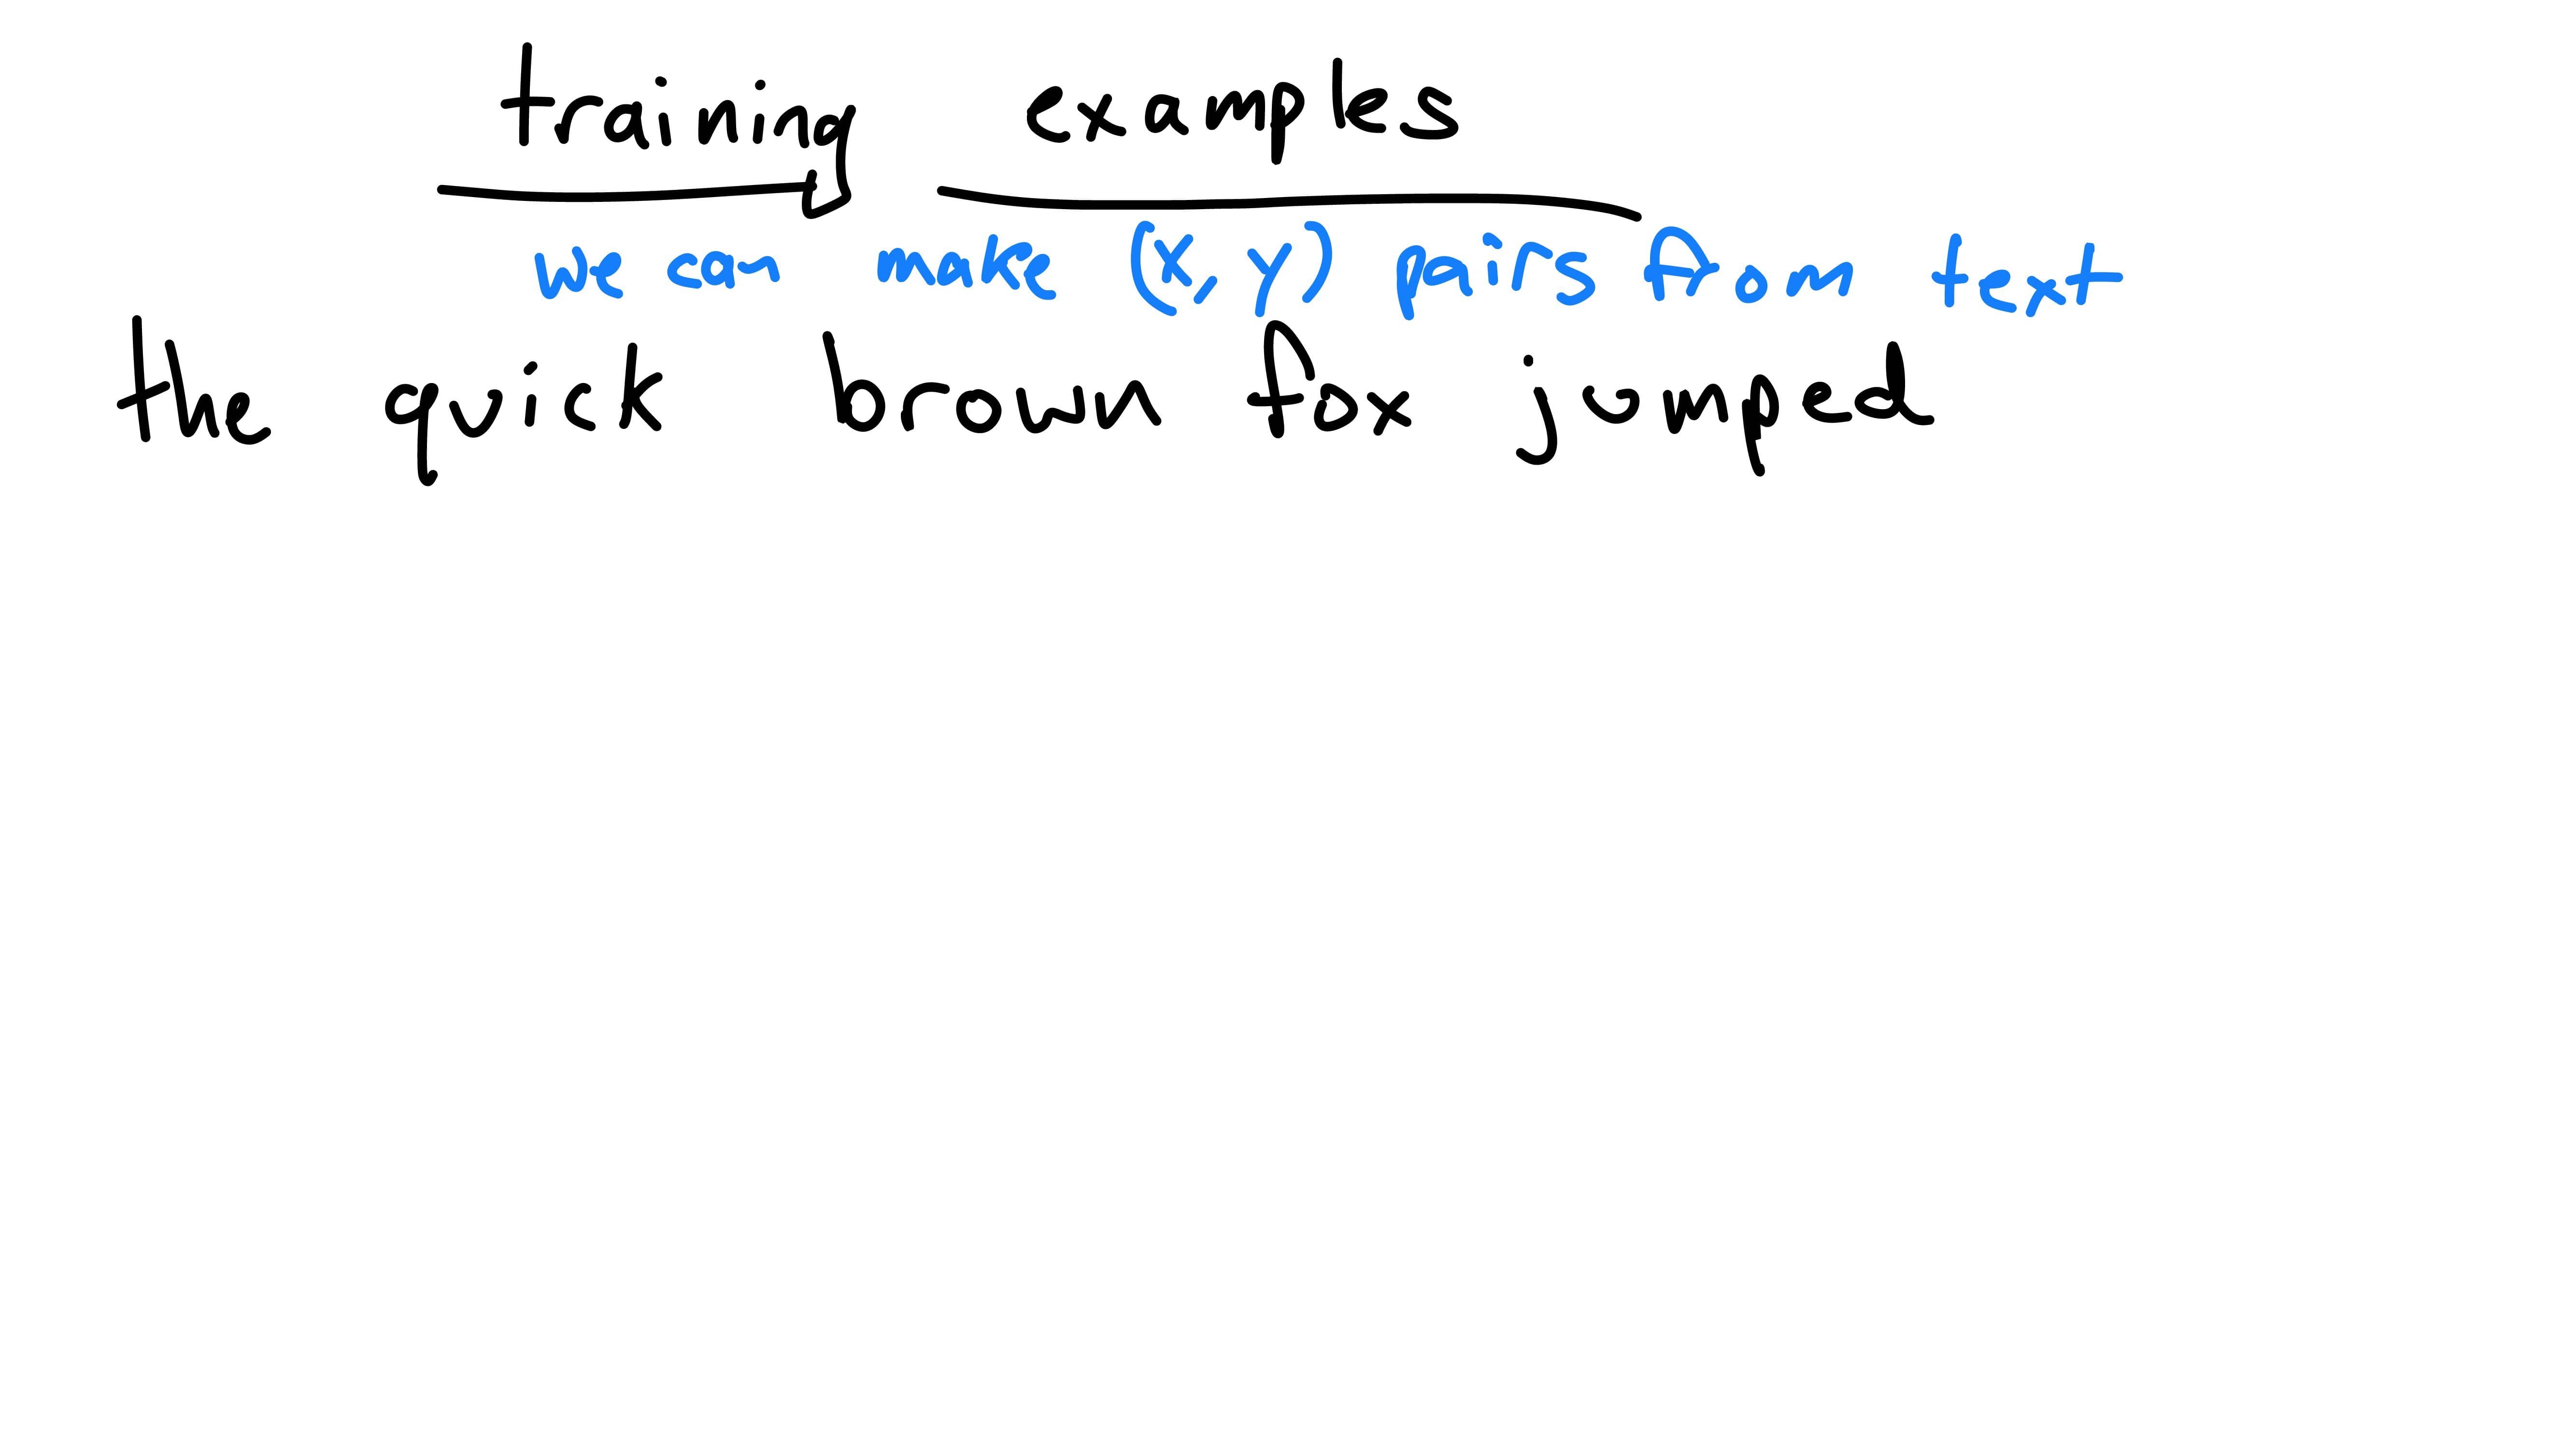 training examples
we can make (x, y) pairs from text
the quick brown fox jumped